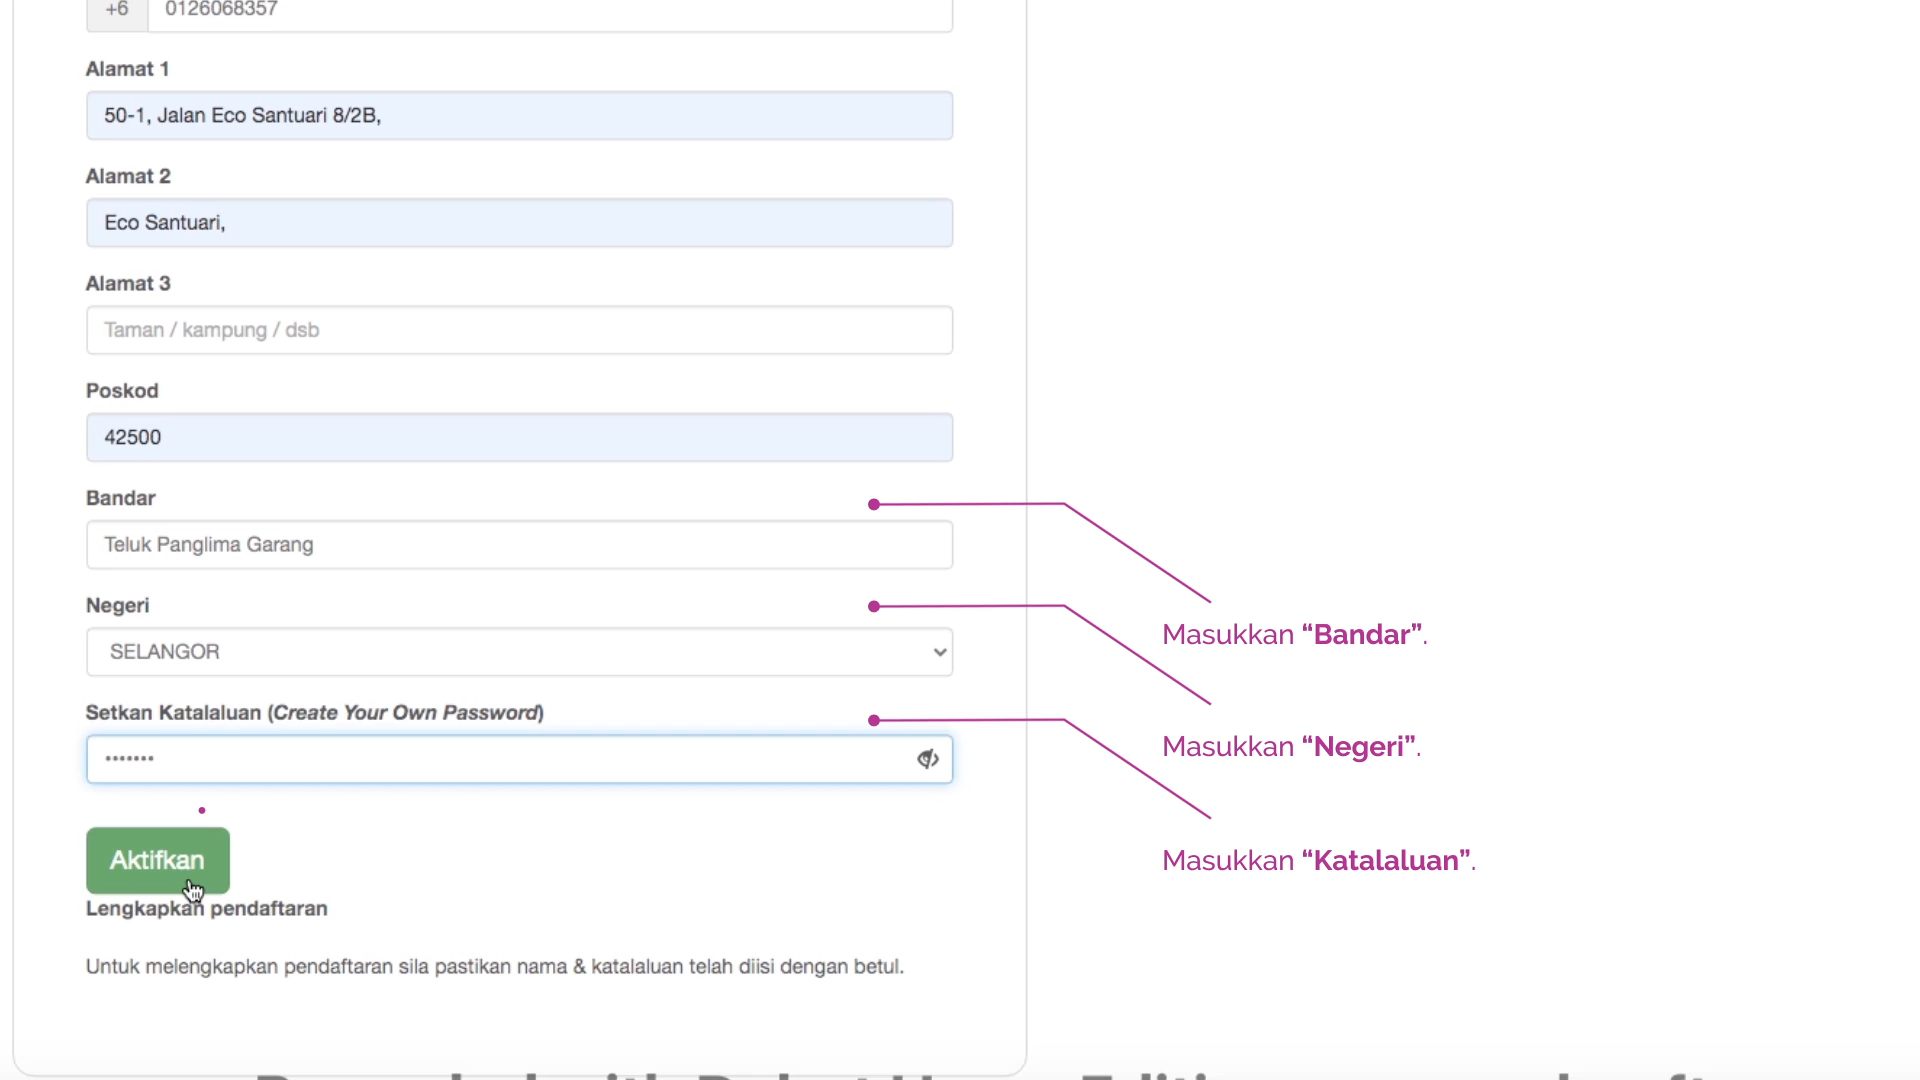 +6 0126068357
Alamat 1
50-1, Jalan Eco Santuari 8/2B,
Alamat 2
Eco Santuari,
Alamat 3
Taman / kampung / dsb
Poskod
42500
Bandar
Teluk Panglima Garang
Negeri
SELANGOR
Setkan Katalaluan (Create Your Own Password)
•••••••
Aktifkan
Lengkapkan pendaftaran
Untuk melengkapkan pendaftaran sila pastikan nama & katalaluan telah diisi dengan betul.
Masukkan “Bandar”.
Masukkan “Negeri”.
Masukkan “Katalaluan”.